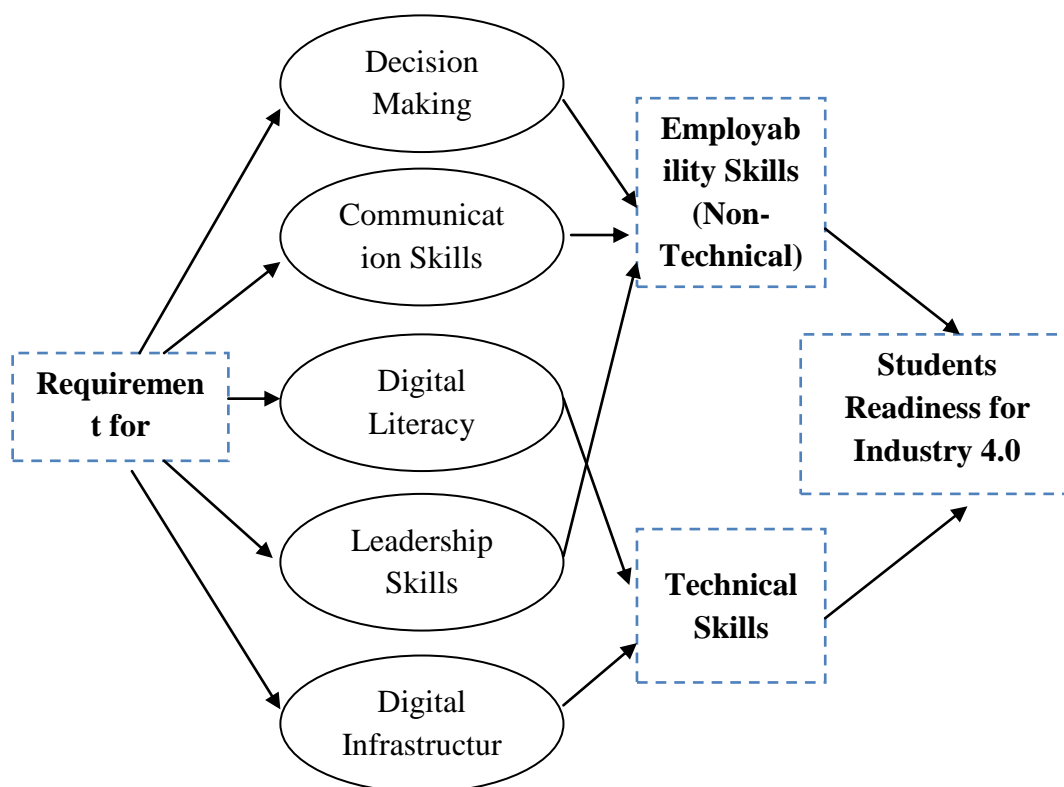 Decision
Making
Employab
ility Skills
(Non-
Technical)
Communicat
ion Skills
Students
Readiness for
Industry 4.0
Requiremen
t for
Digital
Literacy
Leadership
Skills
Technical
Skills
Digital
Infrastructur